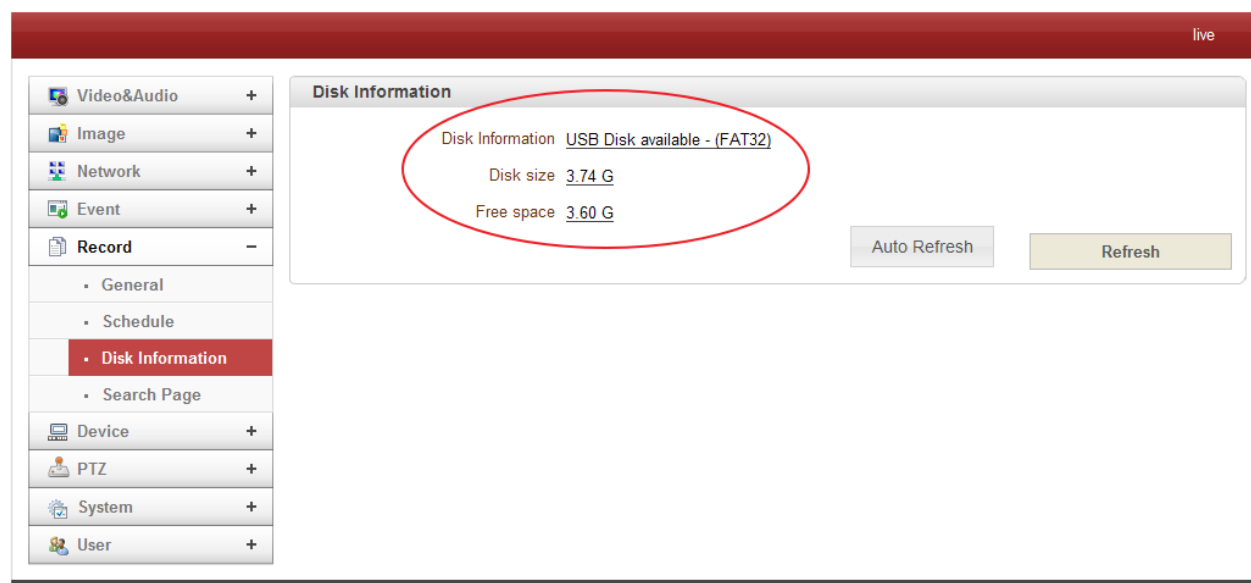 live
Video&Audio +
Image +
Network +
Event +
Record -
• General
• Schedule
• Disk Information
• Search Page
Device +
PTZ +
System +
User +
Disk Information
Disk Information USB Disk available - (FAT32)
Disk size 3.74 G
Free space 3.60 G
Auto Refresh Refresh